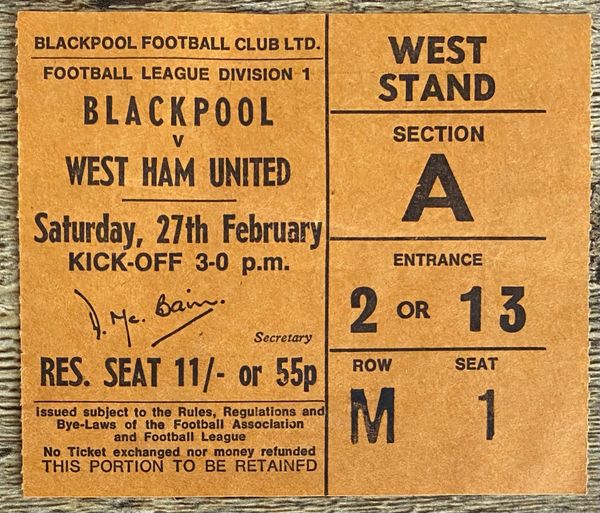 BLACKPOOL FOOTBALL CLUB LTD.
FOOTBALL LEAGUE DIVISION 1
BLACKPOOL
v
WEST HAM UNITED
Saturday, 27th February
KICK-OFF 3-0 p.m.
D. Mc. Bain.
Secretary
RES. SEAT 11/- or 55p
Issued subject to the Rules, Regulations and
Bye-Laws of the Football Association
and Football League
No Ticket exchanged nor money refunded
THIS PORTION TO BE RETAINED
WEST
STAND
SECTION
A
ENTRANCE
2 OR 13
ROW SEAT
M 1